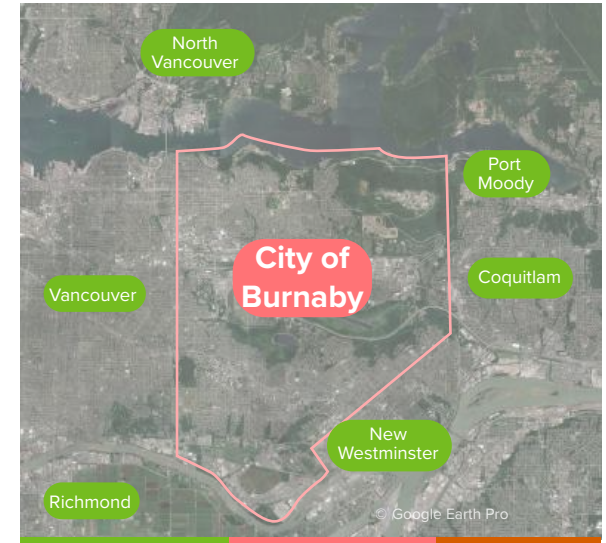 North
Vancouver
Port
Moody
City of
Burnaby
Vancouver
Coquitlam
New
Westminster
Richmond
© Google Earth Pro